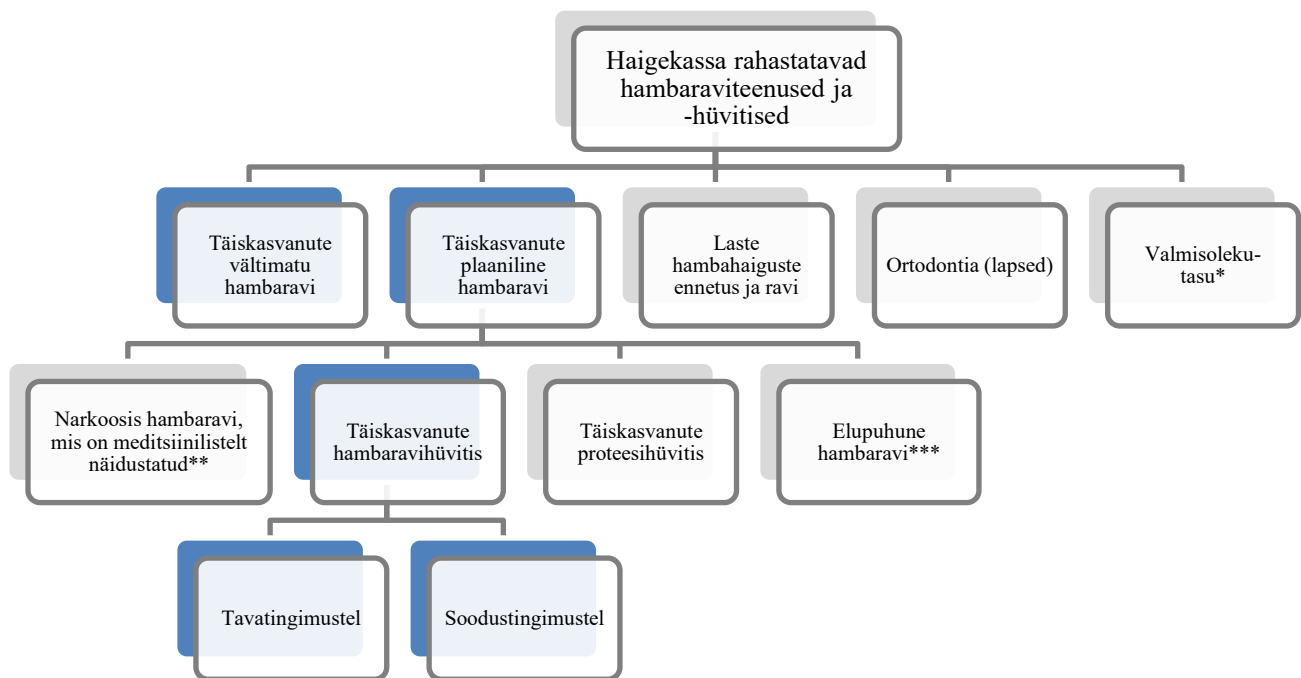 Haigekassa rahastatavad
hambaraviteenused ja
-hüvitised
Täiskasvanute
vältimatu
hambaravi
Täiskasvanute
plaaniline
hambaravi
Laste
hambahaiguste
ennetus ja ravi
Ortodontia (lapsed)
Valmisoleku-
tasu*
Narkoosis hambaravi,
mis on meditsiinilistelt
näidustatud**
Täiskasvanute
hambaravihüvitis
Täiskasvanute
proteesihüvitis
Elupuhune
hambaravi***
Tavatingimustel
Soodustingimustel